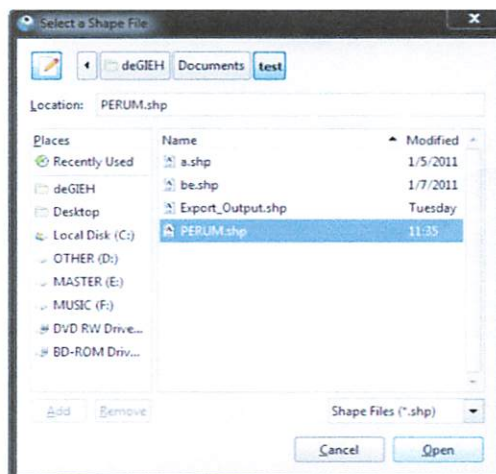 Select a Shape File
deGIEH Documents test
Location: PERUM.shp
Places
Recently Used
deGIEH
Desktop
Local Disk (C:)
OTHER (D:)
MASTER (E:)
MUSIC (F:)
DVD RW Drive...
BD-ROM Driv...
Name Modified
a.shp 1/5/2011
be.shp 1/7/2011
Export_Output.shp Tuesday
PERUM.shp 11:35
Add Remove
Shape Files (*.shp)
Cancel Open